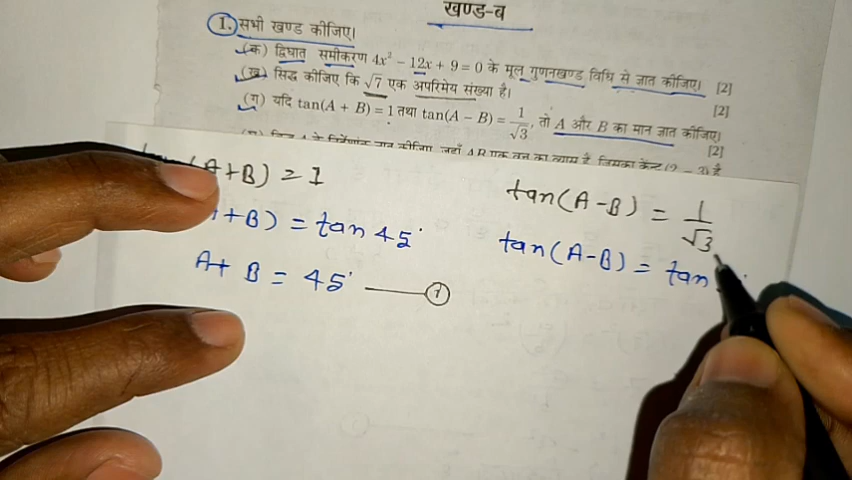 खण्ड-ब
1. सभी खण्ड कीजिए।
(क) द्विघात समीकरण 4x² − 12x + 9 = 0 के मूल गुणनखण्ड विधि से ज्ञात कीजिए। [2]
(ख) सिद्ध कीजिए कि √7 एक अपरिमेय संख्या है। [2]
(ग) यदि tan(A + B) = 1 तथा tan(A − B) = 1/√3, तो A और B का मान ज्ञात कीजिए। [2]
A+B) = 1
+B) = tan 45°
A+ B = 45° ——— 1
tan(A-B) = 1/√3
tan(A-B) = tan